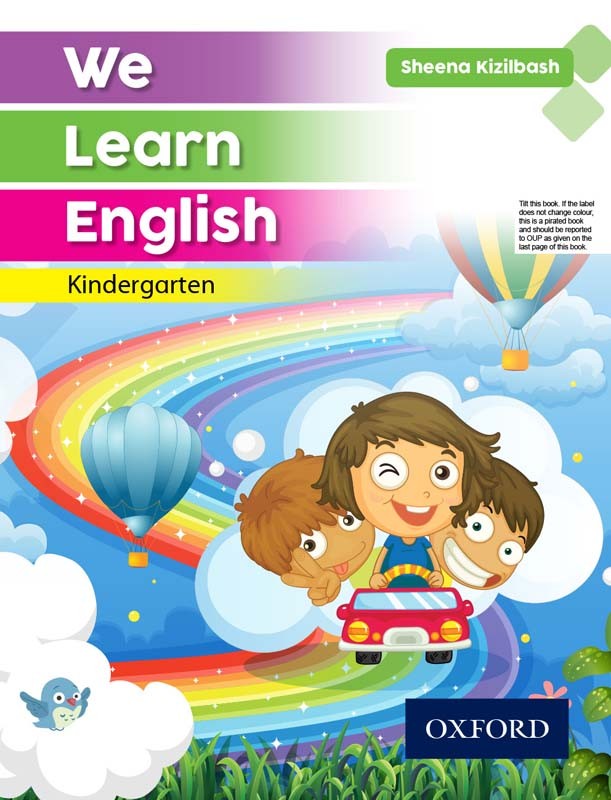 We
Sheena Kizilbash
Learn
English
Tilt this book. If the label
does not change colour,
this is a pirated book
and should be reported
to OUP as given on the
last page of this book.
Kindergarten
OXFORD